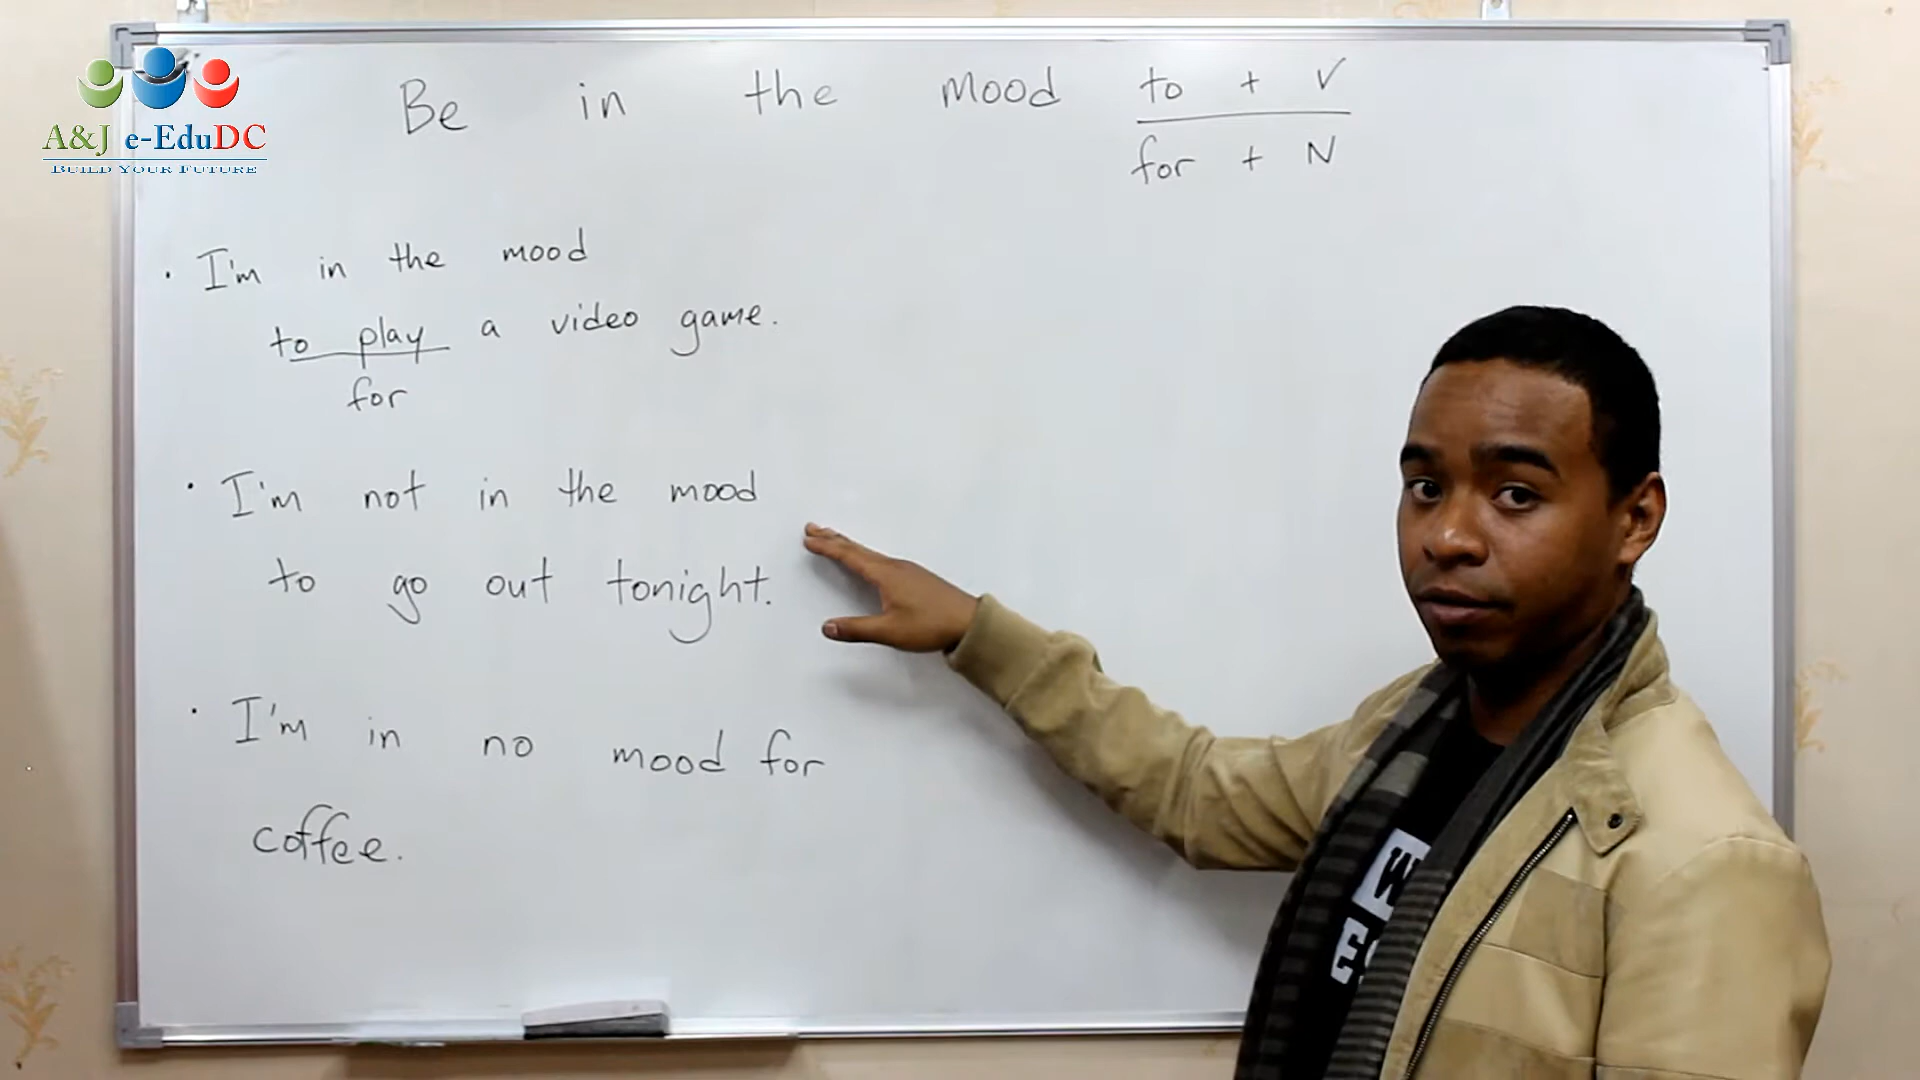 A&J e-EduDC
BUILD YOUR FUTURE
Be in the mood to + V
for + N
· I'm in the mood
to play a video game.
for
· I'm not in the mood
to go out tonight.
· I'm in no mood for
coffee.
W